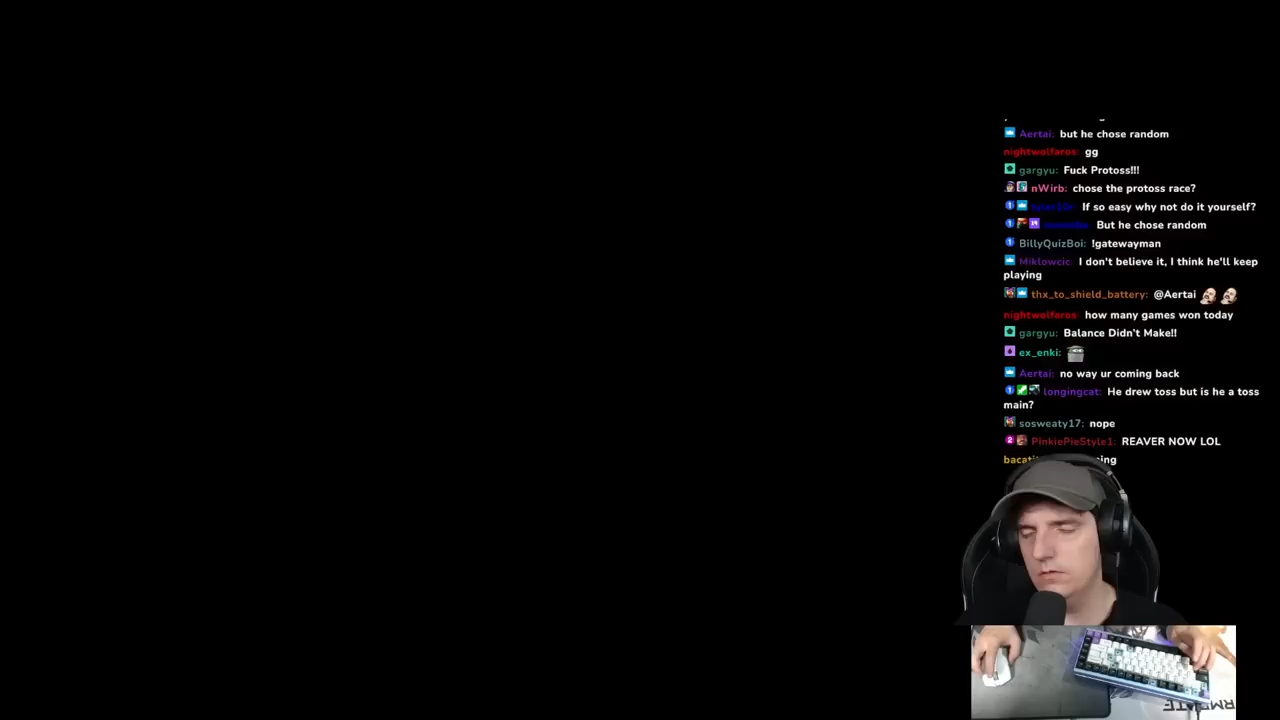 Aertai: but he chose random
nightwolfaros: gg
gargyu: Fuck Protoss!!!
nWirb: chose the protoss race?
If so easy why not do it yourself?
But he chose random
BillyQuizBoi: !gatewayman
Miklowcic: I don't believe it, I think he'll keep
playing
thx_to_shield_battery: @Aertai
nightwolfaros: how many games won today
gargyu: Balance Didn't Make!!
ex_enki:
Aertai: no way ur coming back
longingcat: He drew toss but is he a toss
main?
sosweaty17: nope
PinkiePieStyle1: REAVER NOW LOL